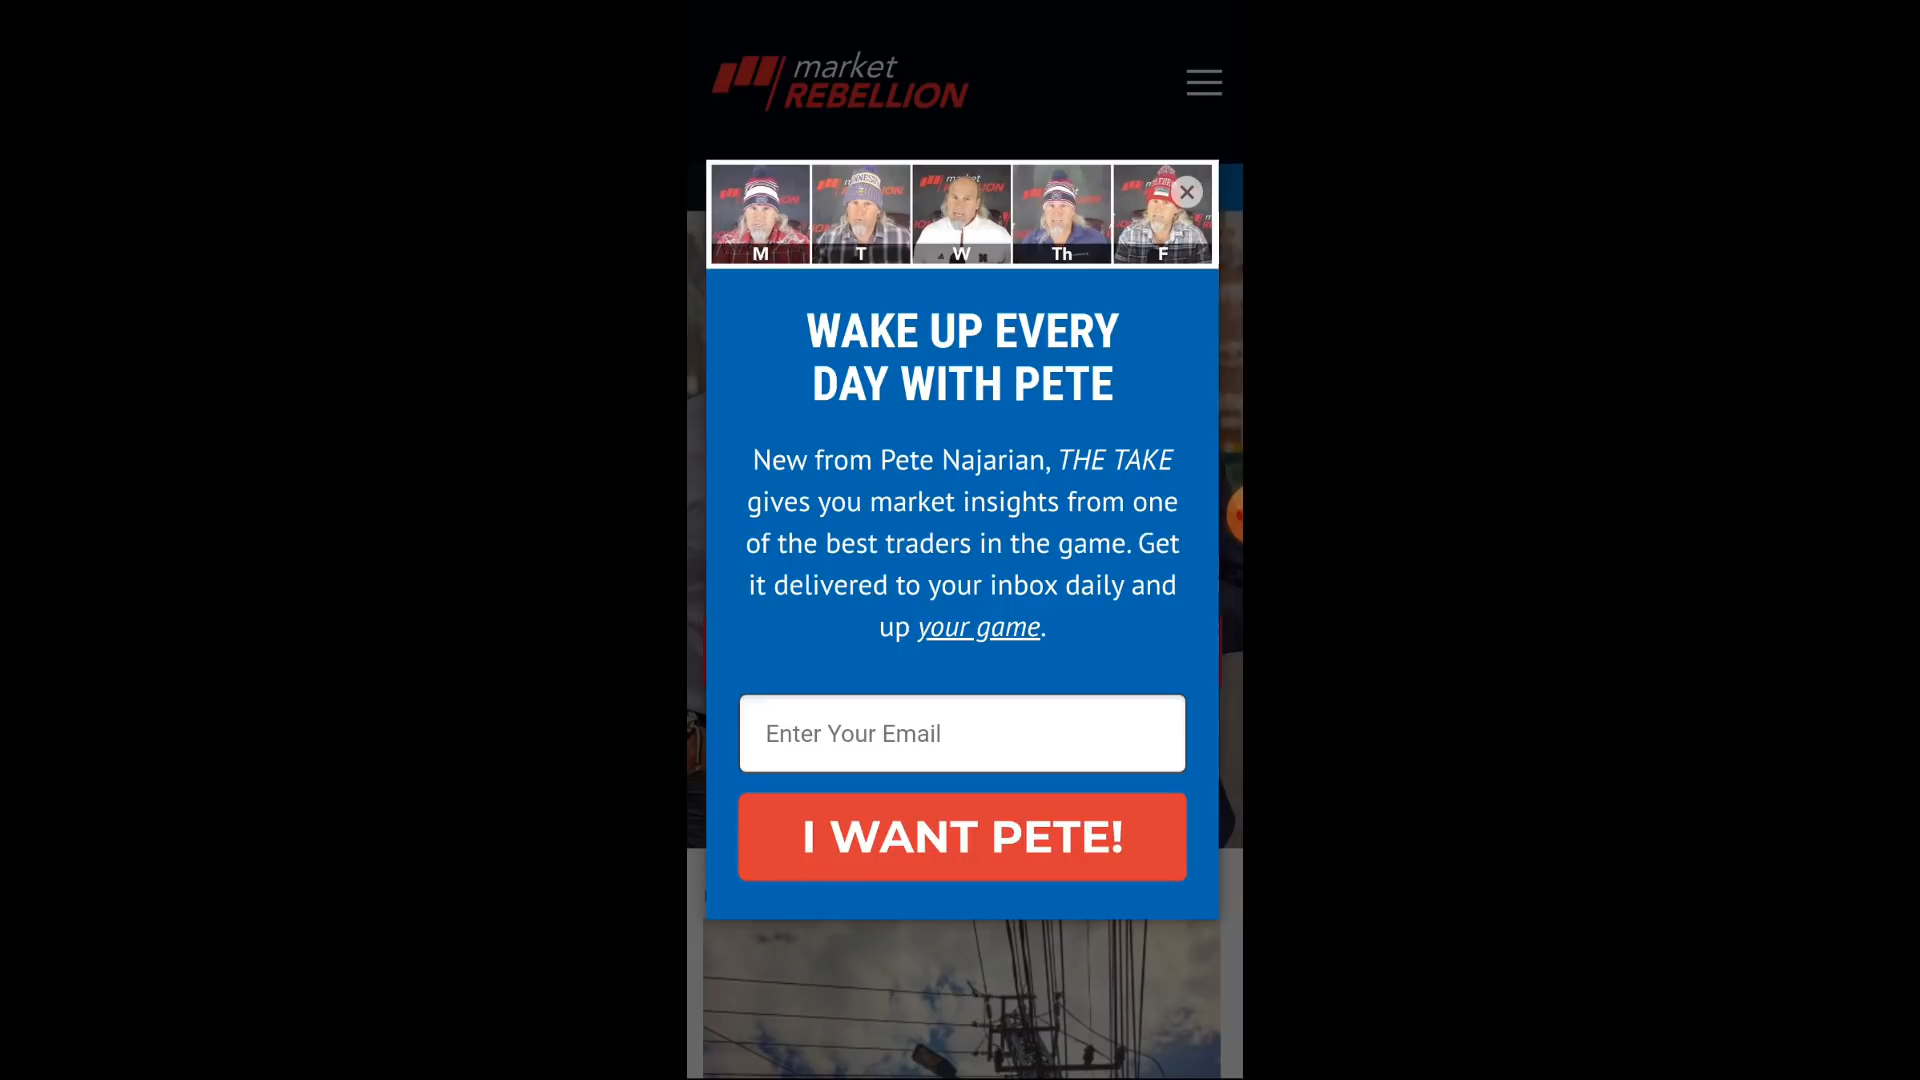 market
REBELLION
M T W Th F
WAKE UP EVERY
DAY WITH PETE
New from Pete Najarian, THE TAKE
gives you market insights from one
of the best traders in the game. Get
it delivered to your inbox daily and
up your game.
Enter Your Email
I WANT PETE!